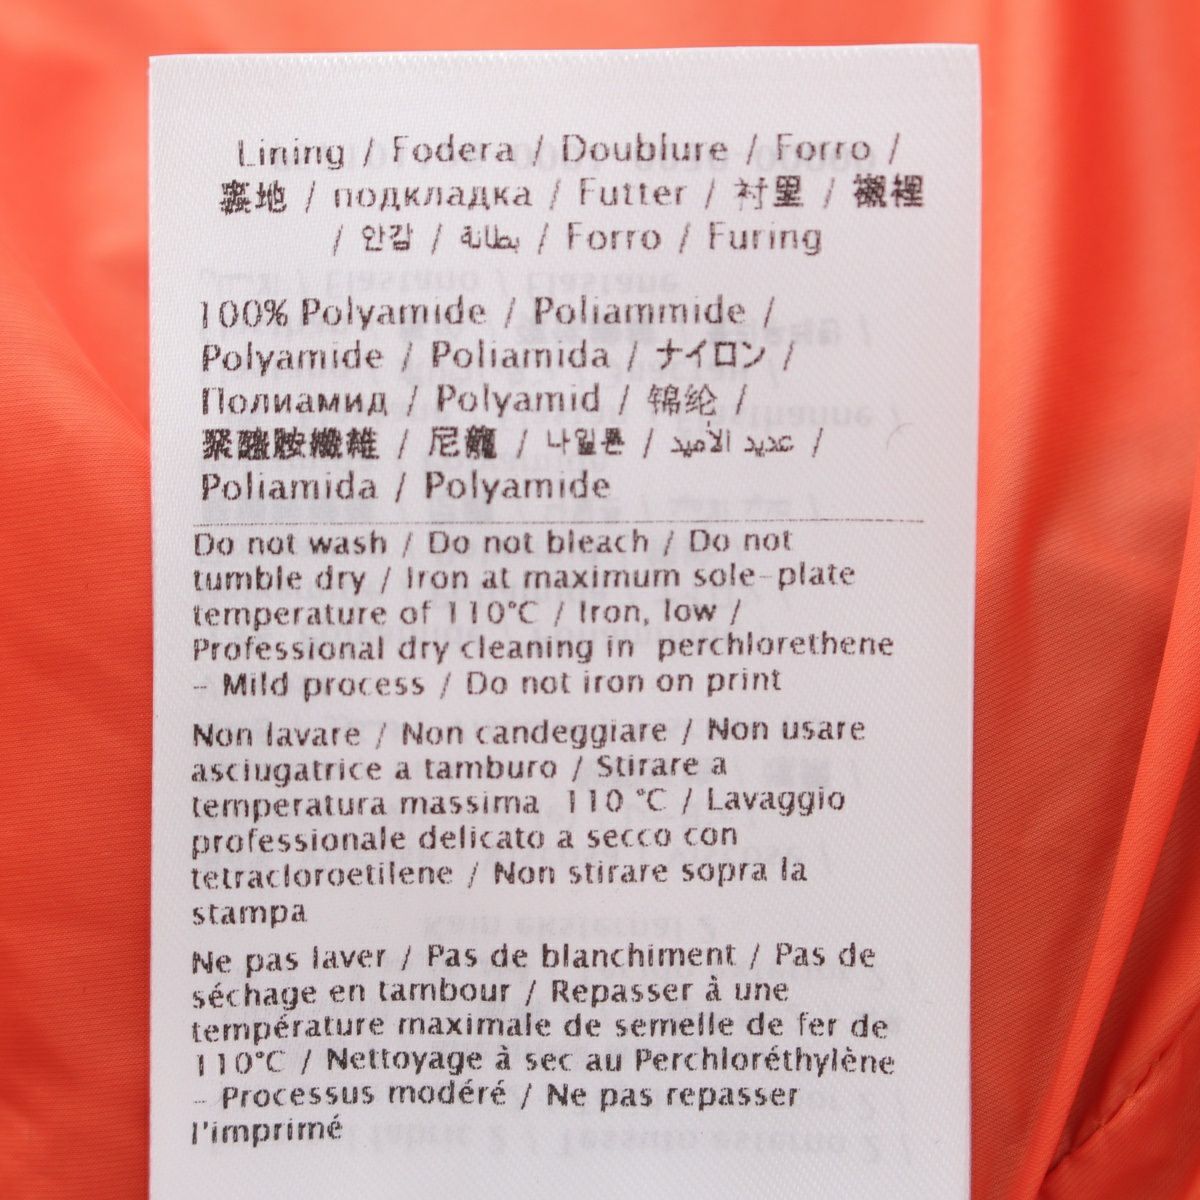 Lining / Fodera / Doublure / Forro /
裏地 / подкладка / Futter / 衬里 / 襯裡
/ 안감 / بطانة / Forro / Furing
100% Polyamide / Poliammide /
Polyamide / Poliamida / ナイロン /
Полиамид / Polyamid / 锦纶 /
聚醯胺纖維 / 尼龍 / 나일론 / عديد الأميد /
Poliamida / Polyamide
Do not wash / Do not bleach / Do not
tumble dry / Iron at maximum sole-plate
temperature of 110°C / Iron, low /
Professional dry cleaning in perchlorethene
- Mild process / Do not iron on print
Non lavare / Non candeggiare / Non usare
asciugatrice a tamburo / Stirare a
temperatura massima 110 °C / Lavaggio
professionale delicato a secco con
tetracloroetilene / Non stirare sopra la
stampa
Ne pas laver / Pas de blanchiment / Pas de
séchage en tambour / Repasser à une
température maximale de semelle de fer de
110°C / Nettoyage à sec au Perchloréthylène
- Processus modéré / Ne pas repasser
l'imprimé